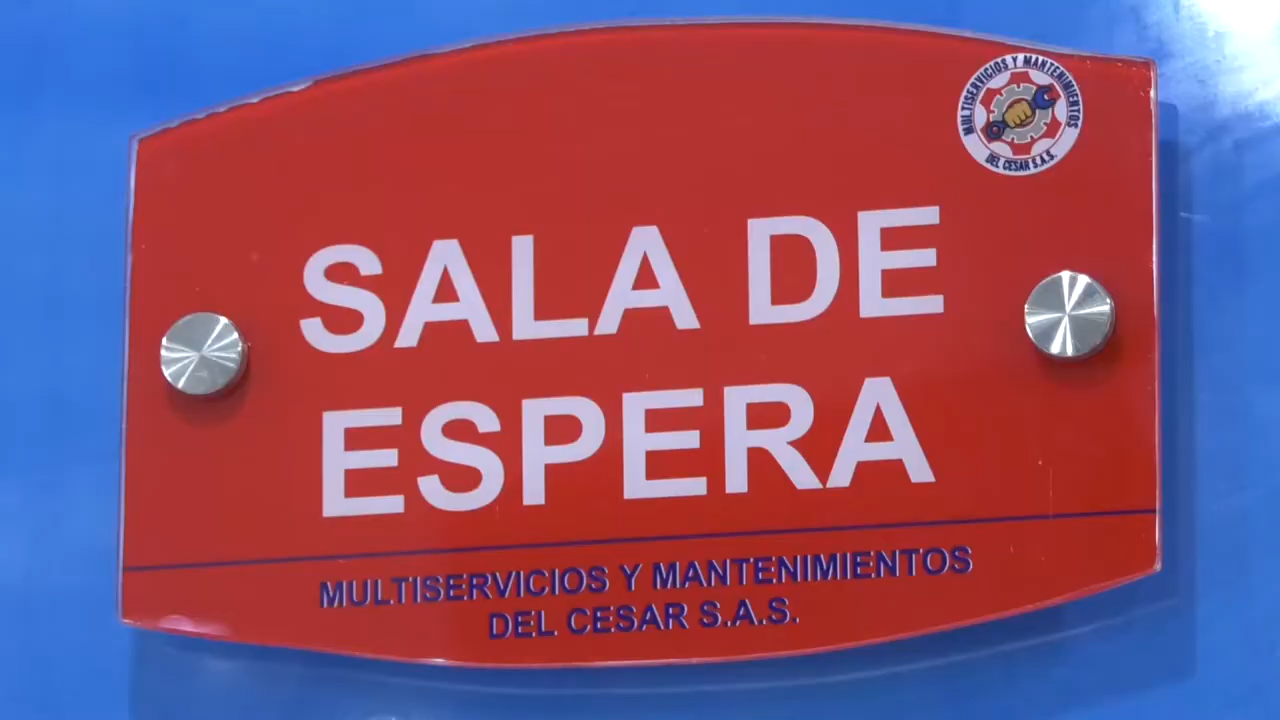 MULTISERVICIOS Y MANTENIMIENTOS
DEL CESAR S.A.S.
SALA DE
ESPERA
MULTISERVICIOS Y MANTENIMIENTOS
DEL CESAR S.A.S.